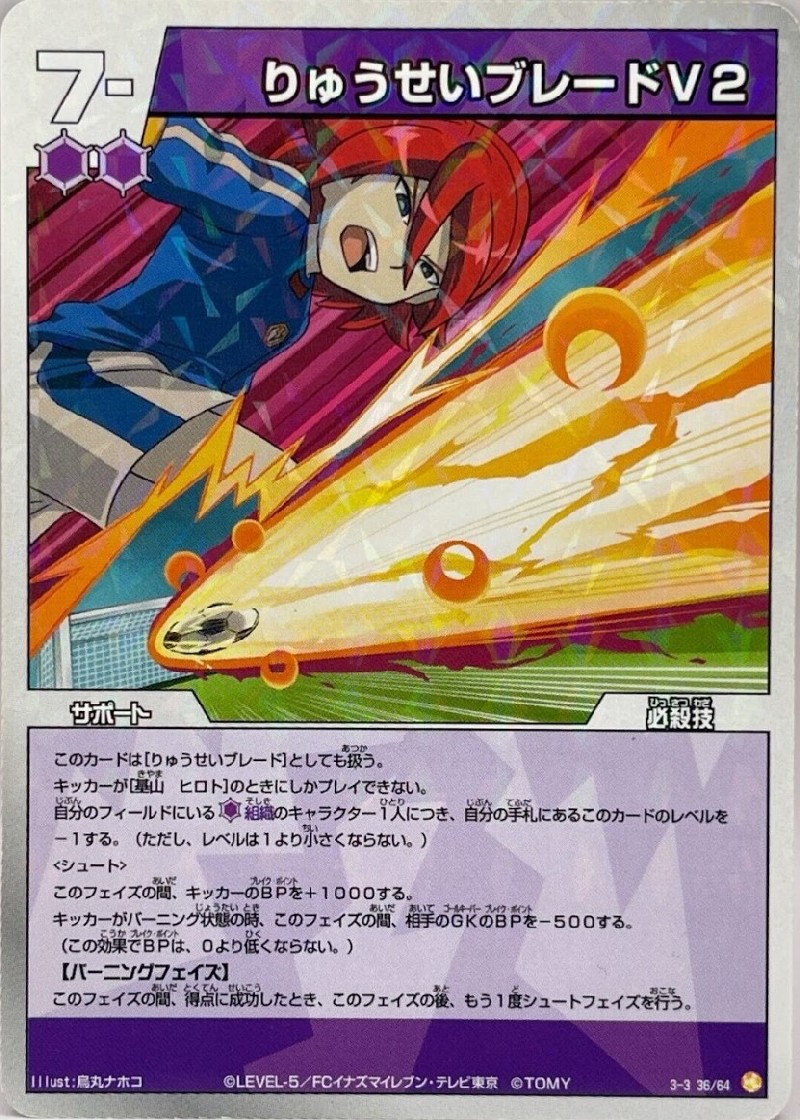 7-
りゅうせいブレードV2
サポート
必殺技
このカードは[りゅうせいブレード]としても扱う。
キッカーが[基山 ヒロト]のときにしかプレイできない。
自分のフィールドにいる組織のキャラクター1人につき、自分の手札にあるこのカードのレベルを
−1する。(ただし、レベルは1より小さくならない。)
<シュート>
このフェイズの間、キッカーのBPを+1000する。
キッカーがバーニング状態の時、このフェイズの間、相手のGKのBPを−500する。
(この効果でBPは、0より低くならない。)
【バーニングフェイズ】
このフェイズの間、得点に成功したとき、このフェイズの後、もう1度シュートフェイズを行う。
Illust:鳥丸ナホコ
©LEVEL-5/FCイナズマイレブン・テレビ東京 ©TOMY
3-3 36/64